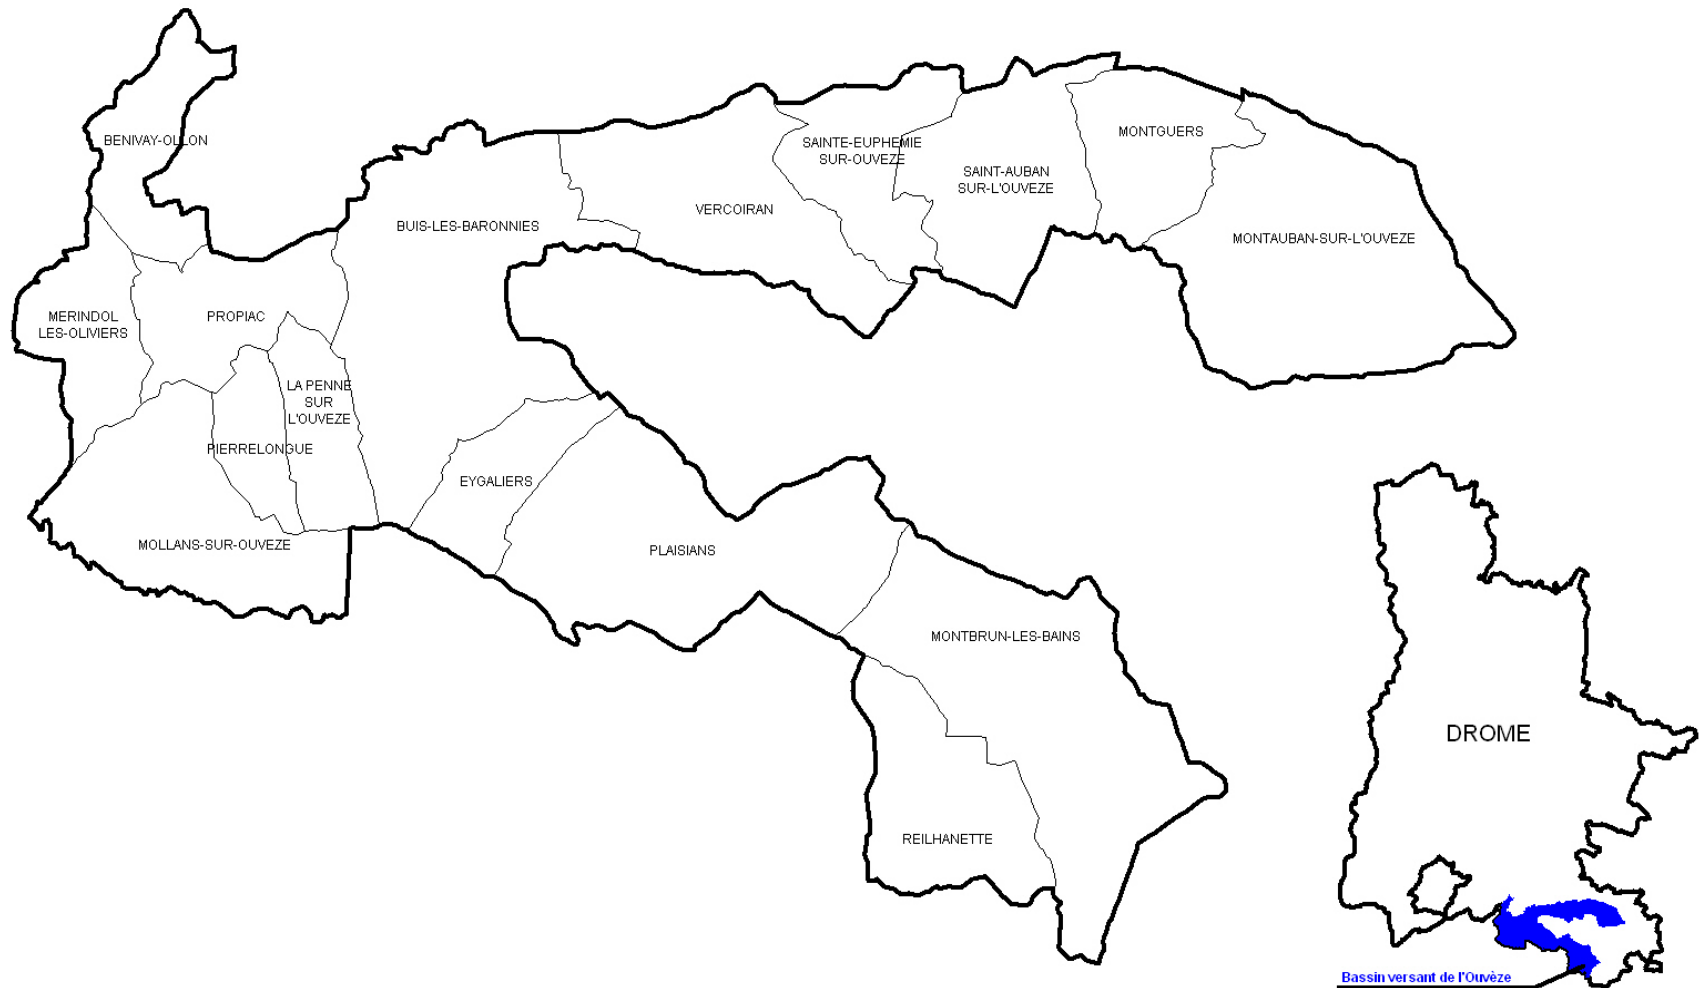 BENIVAY-OLLON
MONTGUERS
SAINTE-EUPHEMIE
SUR-OUVEZE
SAINT-AUBAN
SUR-L'OUVEZE
VERCOIRAN
BUIS-LES-BARONNIES
MONTAUBAN-SUR-L'OUVEZE
MERINDOL
LES-OLIVIERS
PROPIAC
LA PENNE
SUR
L'OUVEZE
PIERRELONGUE
EYGALIERS
MOLLANS-SUR-OUVEZE
PLAISIANS
MONTBRUN-LES-BAINS
REILHANETTE
DROME
Bassin versant de l'Ouvèze